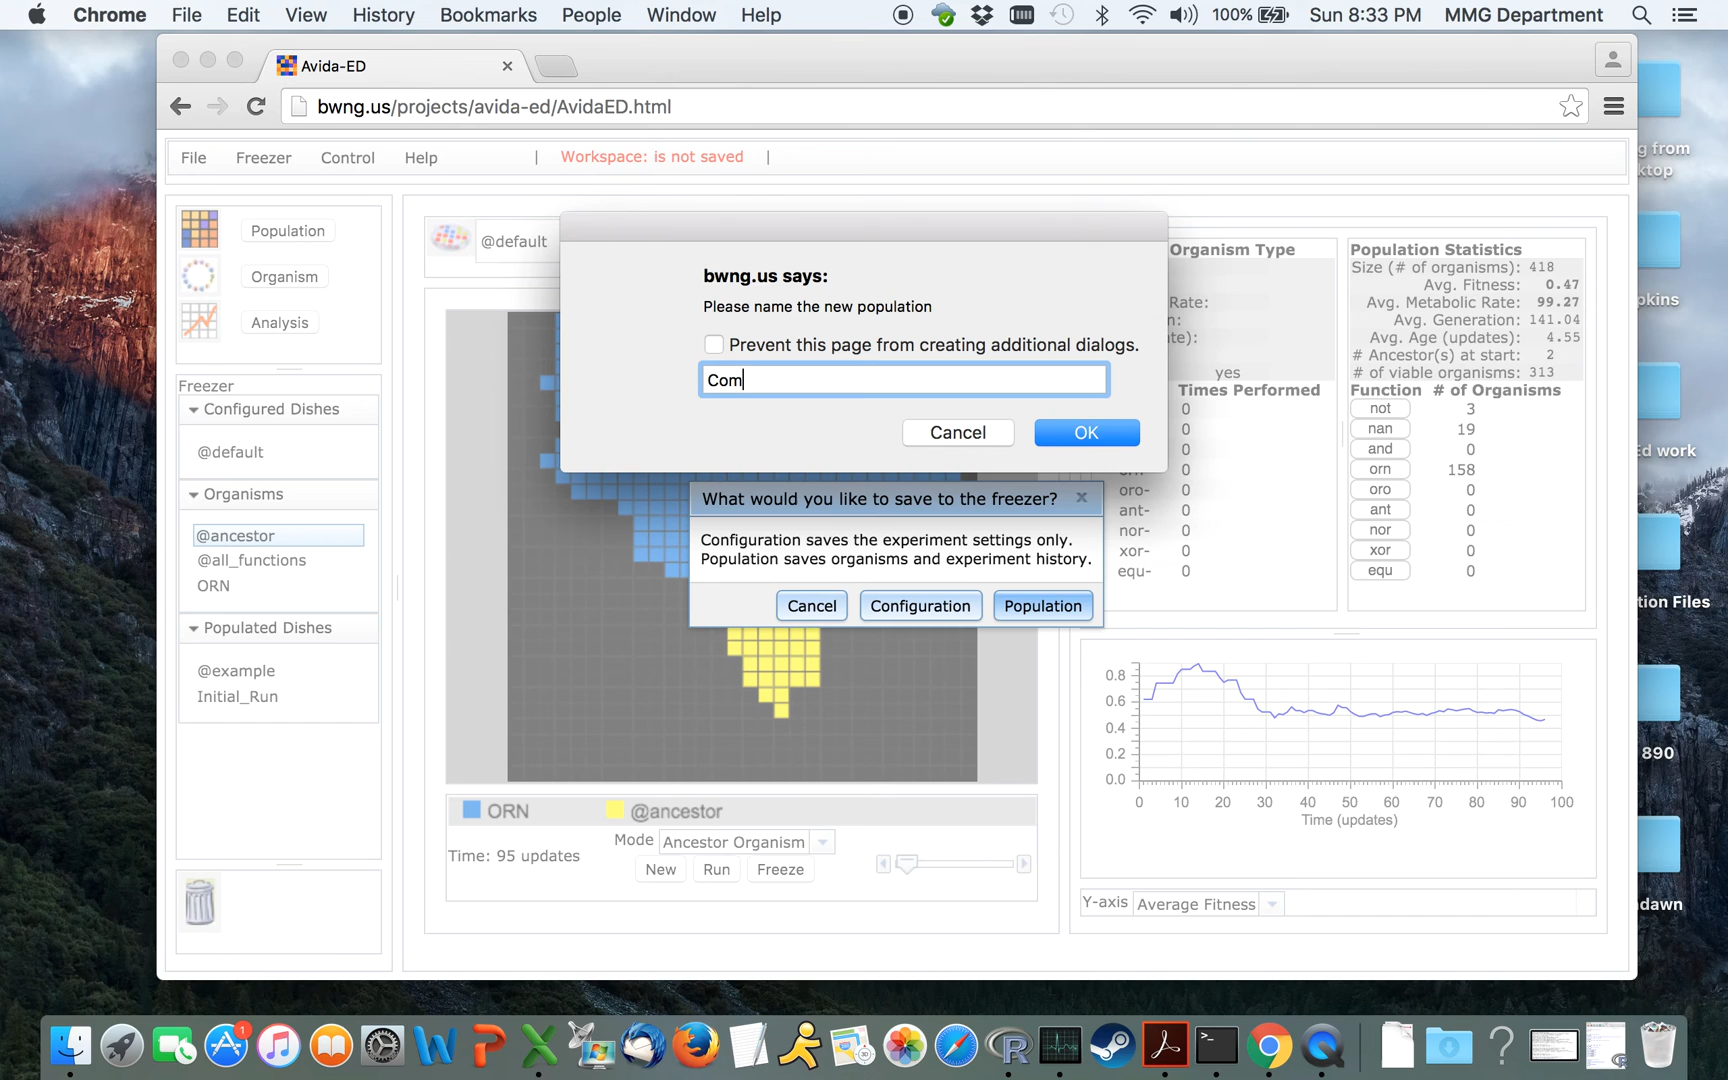 Chrome File Edit View History Bookmarks People Window Help 100% Sun 8:33 PM MMG Department
Avida-ED
bwng.us/projects/avida-ed/AvidaED.html
File Freezer Control Help | Workspace: is not saved |
Population
Organism
Analysis
Freezer
Configured Dishes
@default
Organisms
@ancestor
@all_functions
ORN
Populated Dishes
@example
Initial_Run
@default
bwng.us says:
Please name the new population
Prevent this page from creating additional dialogs.
Com
Cancel OK
What would you like to save to the freezer?
Configuration saves the experiment settings only.
Population saves organisms and experiment history.
Cancel Configuration Population
ORN @ancestor
Mode Ancestor Organism
Time: 95 updates
New Run Freeze
Organism Type
Rate:
n:
te):
yes
Times Performed
0
0
0
0
oro- 0
ant- 0
nor- 0
xor- 0
equ- 0
Population Statistics
Size (# of organisms): 418
Avg. Fitness: 0.47
Avg. Metabolic Rate: 99.27
Avg. Generation: 141.04
Avg. Age (updates): 4.55
# Ancestor(s) at start: 2
# of viable organisms: 313
Function # of Organisms
not 3
nan 19
and 0
orn 158
oro 0
ant 0
nor 0
xor 0
equ 0
0.8
0.6
0.4
0.2
0.0
0 10 20 30 40 50 60 70 80 90 100
Time (updates)
Y-axis Average Fitness
g from
ktop
pkins
Ed work
tion Files
890
dawn
1